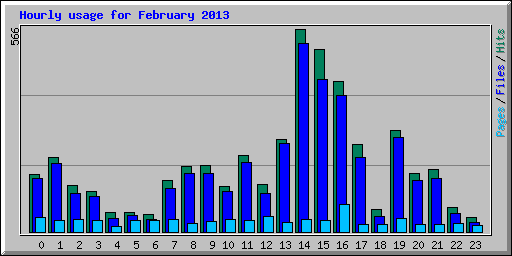 Hourly usage for February 2013
566
Pages / Files / Hits
0 1 2 3 4 5 6 7 8 9 10 11 12 13 14 15 16 17 18 19 20 21 22 23